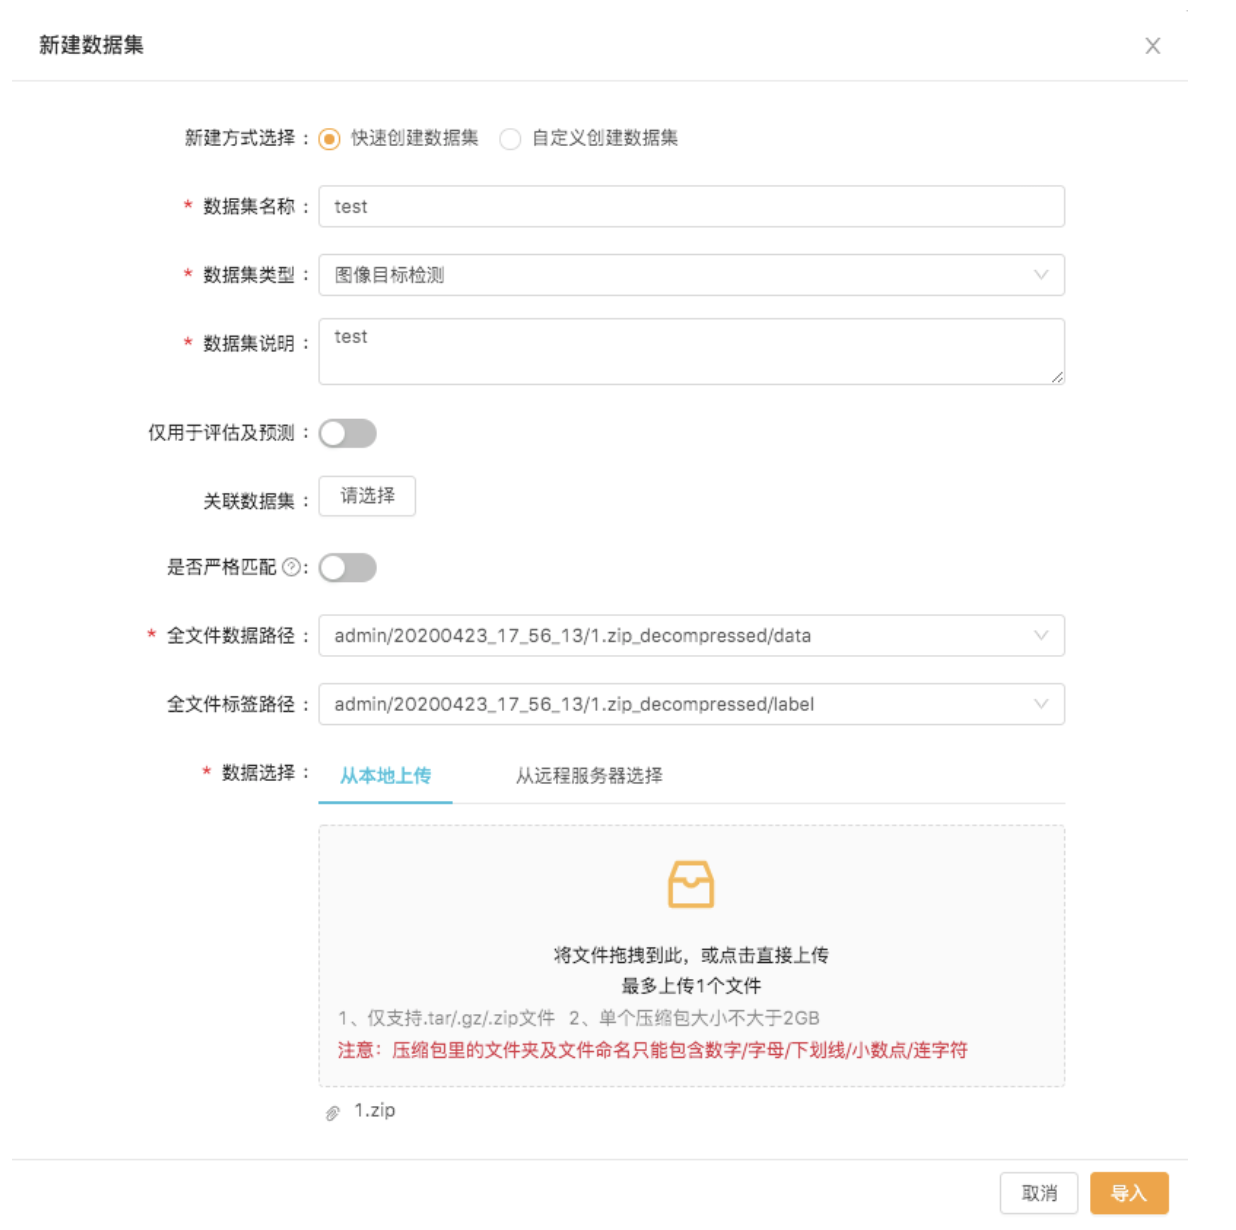 新建数据集
新建方式选择： 快速创建数据集 自定义创建数据集
* 数据集名称： test
* 数据集类型： 图像目标检测
* 数据集说明： test
仅用于评估及预测：
关联数据集： 请选择
是否严格匹配?:
* 全文件数据路径： admin/20200423_17_56_13/1.zip_decompressed/data
全文件标签路径： admin/20200423_17_56_13/1.zip_decompressed/label
* 数据选择： 从本地上传 从远程服务器选择
将文件拖拽到此，或点击直接上传
最多上传1个文件
1、仅支持.tar/.gz/.zip文件 2、单个压缩包大小不大于2GB
注意：压缩包里的文件夹及文件命名只能包含数字/字母/下划线/小数点/连字符
1.zip
取消 导入